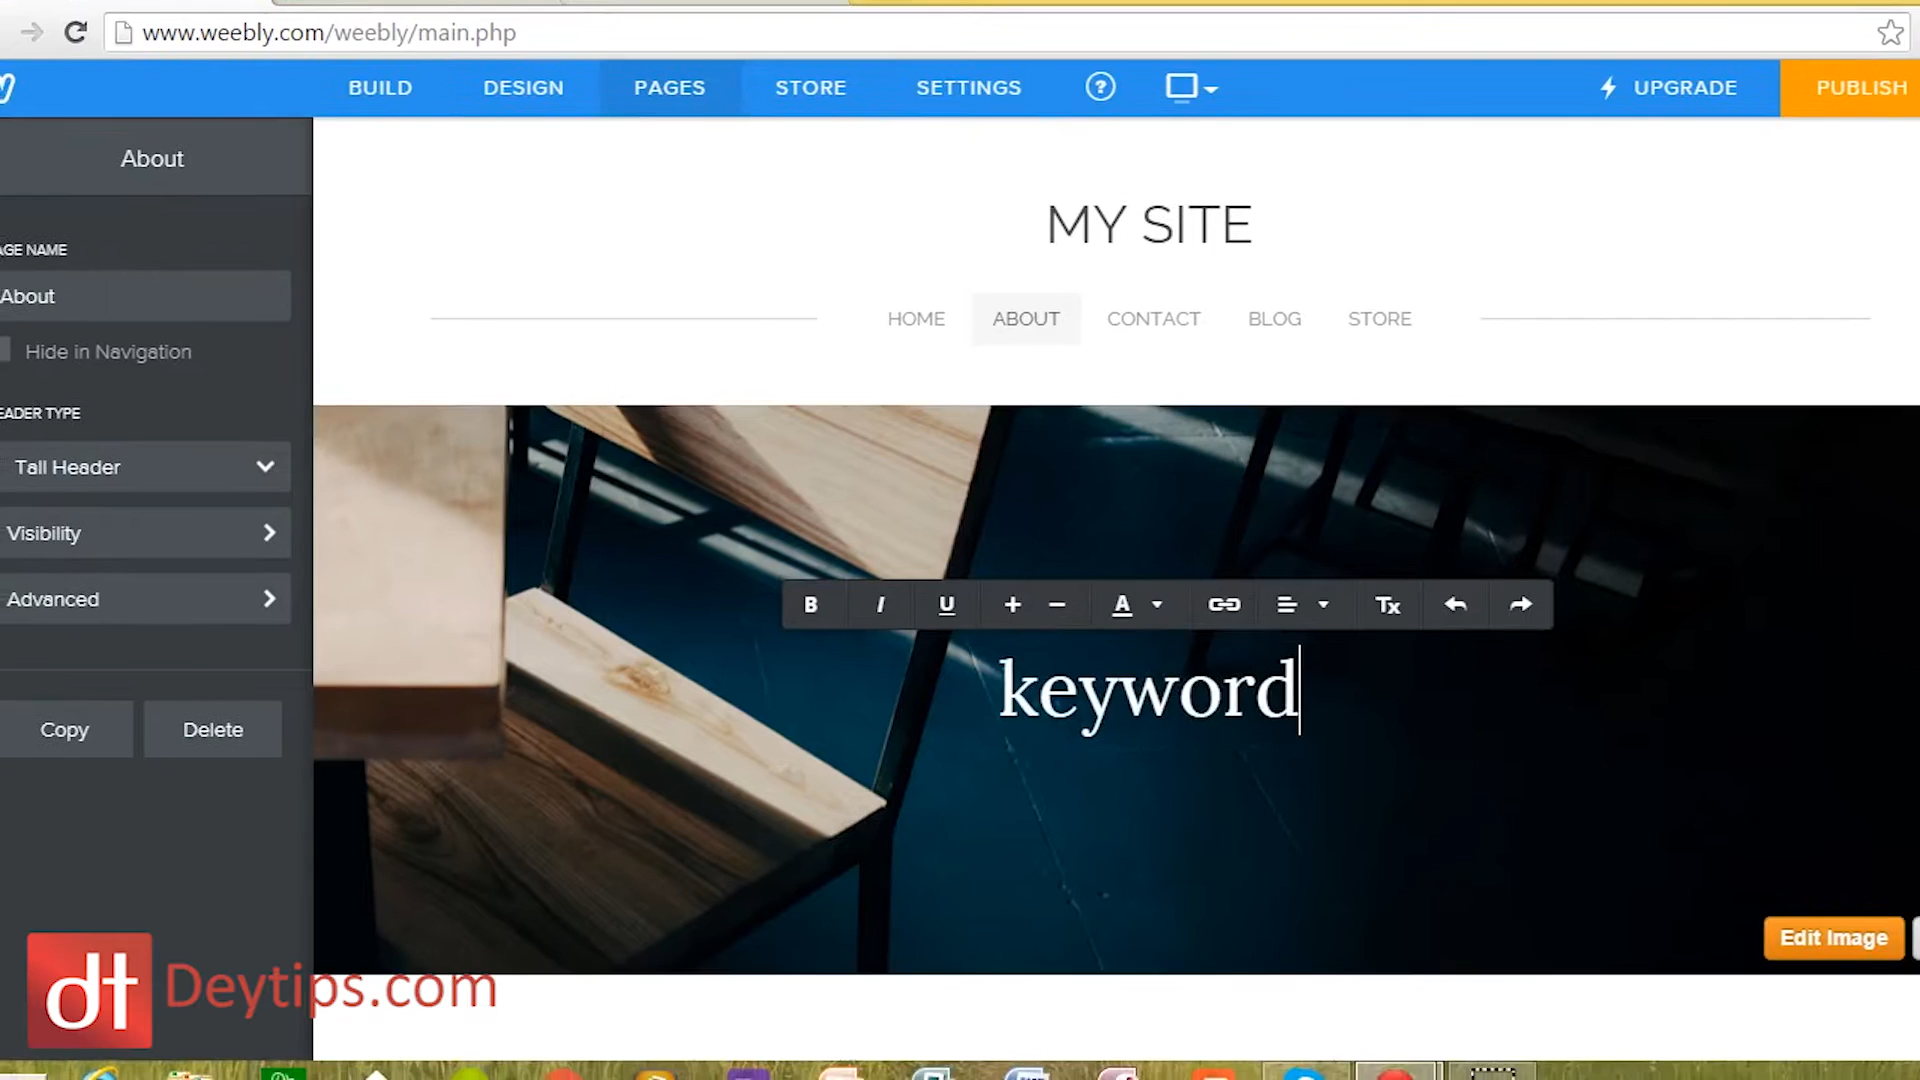 www.weebly.com/weebly/main.php
BUILD DESIGN PAGES STORE SETTINGS ? UPGRADE PUBLISH
About
MY SITE
AGE NAME
About
HOME ABOUT CONTACT BLOG STORE
Hide in Navigation
EADER TYPE
Tall Header
Visibility
Advanced
B I U + − A Tx
keyword
Copy Delete
Edit Image
dt Deytips.com